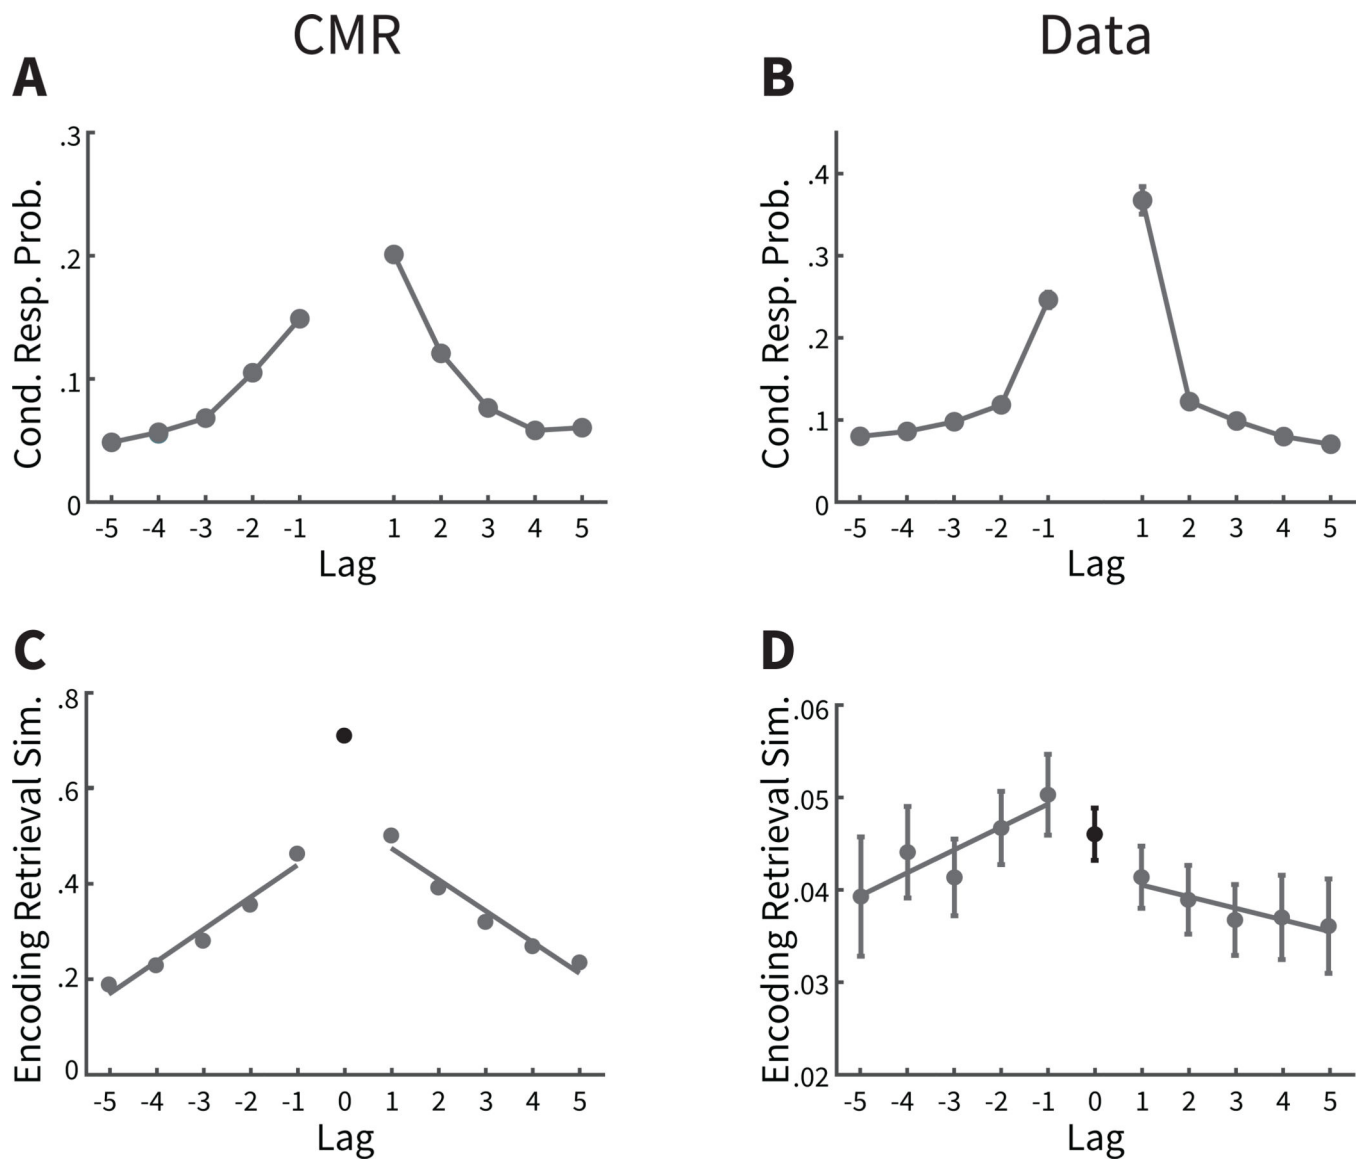 CMR
Data
A
B
Cond. Resp. Prob.
.3
.2
.1
0
-5 -4 -3 -2 -1 1 2 3 4 5
Lag
Cond. Resp. Prob.
.4
.3
.2
.1
0
-5 -4 -3 -2 -1 1 2 3 4 5
Lag
C
D
Encoding Retrieval Sim.
.8
.6
.4
.2
0
-5 -4 -3 -2 -1 0 1 2 3 4 5
Lag
Encoding Retrieval Sim.
.06
.05
.04
.03
.02
-5 -4 -3 -2 -1 0 1 2 3 4 5
Lag